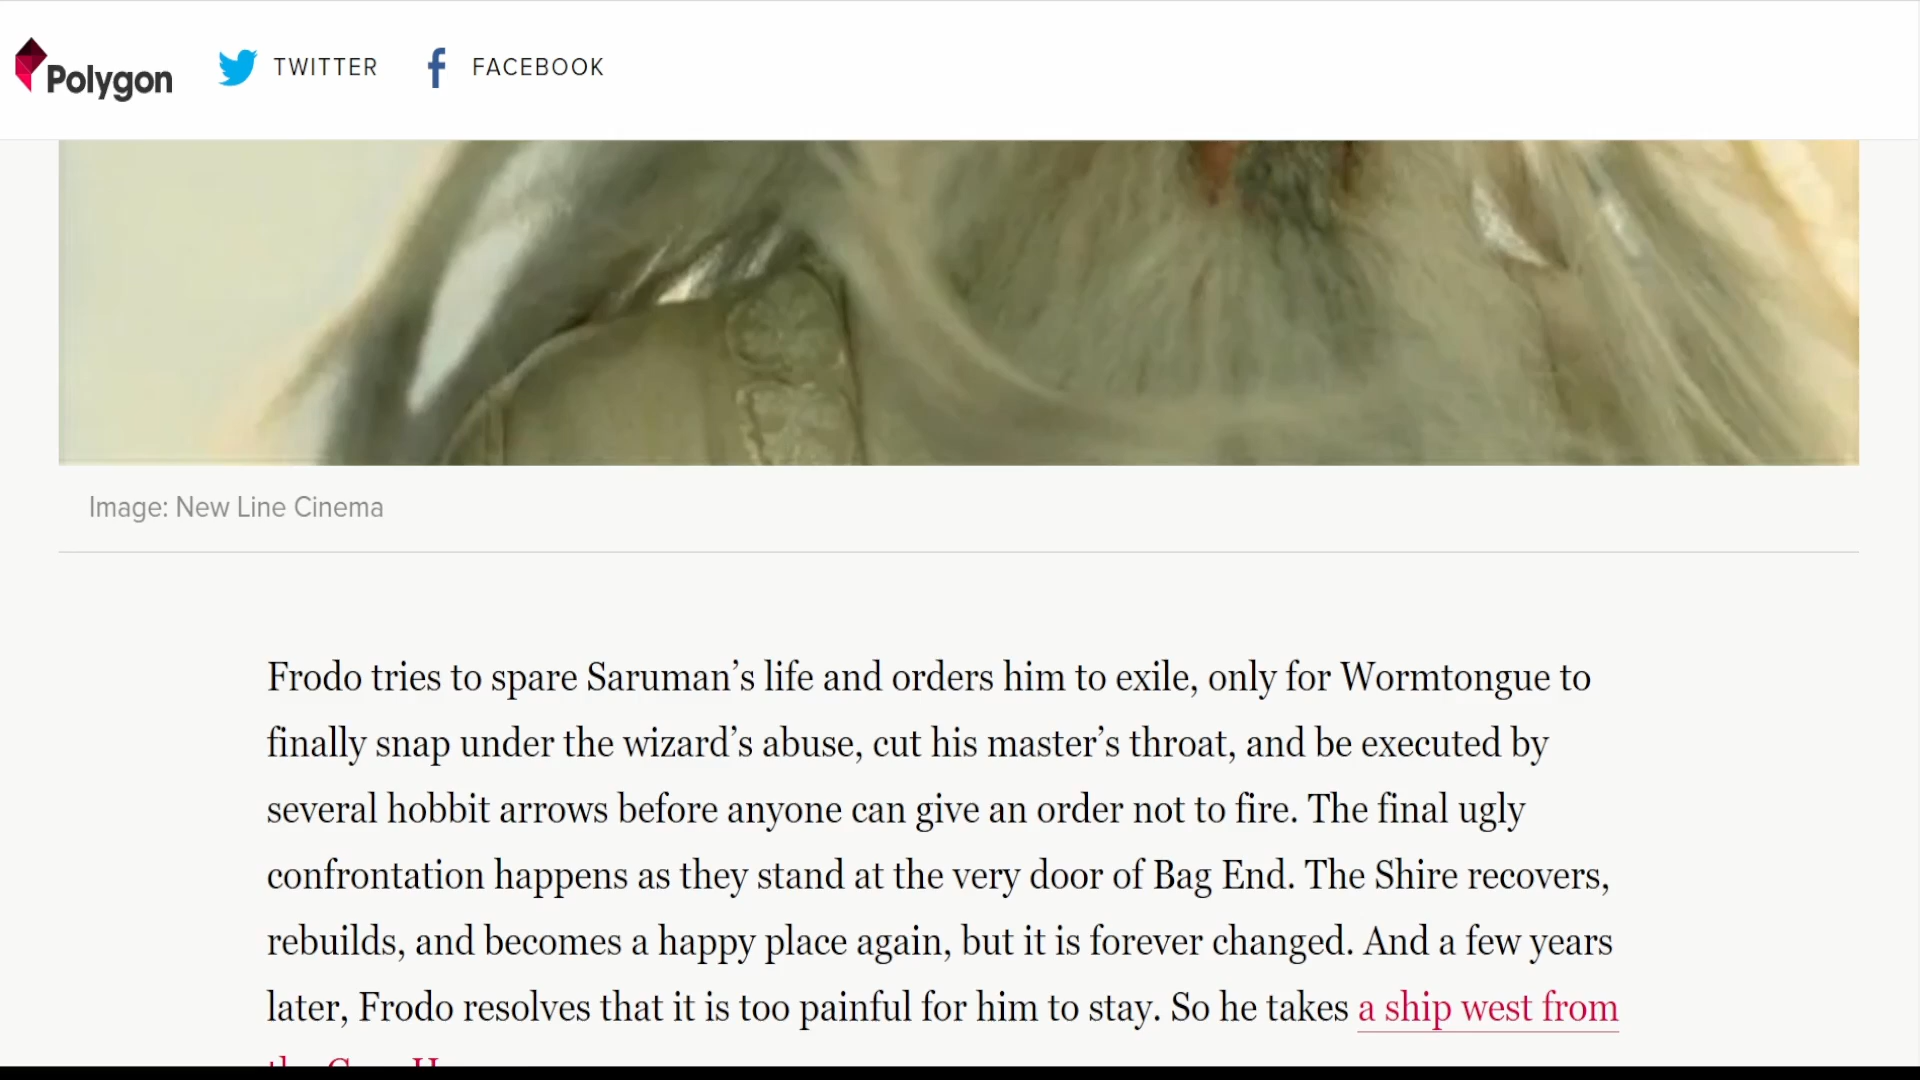 Polygon TWITTER FACEBOOK
Image: New Line Cinema
Frodo tries to spare Saruman’s life and orders him to exile, only for Wormtongue to
finally snap under the wizard’s abuse, cut his master’s throat, and be executed by
several hobbit arrows before anyone can give an order not to fire. The final ugly
confrontation happens as they stand at the very door of Bag End. The Shire recovers,
rebuilds, and becomes a happy place again, but it is forever changed. And a few years
later, Frodo resolves that it is too painful for him to stay. So he takes a ship west from